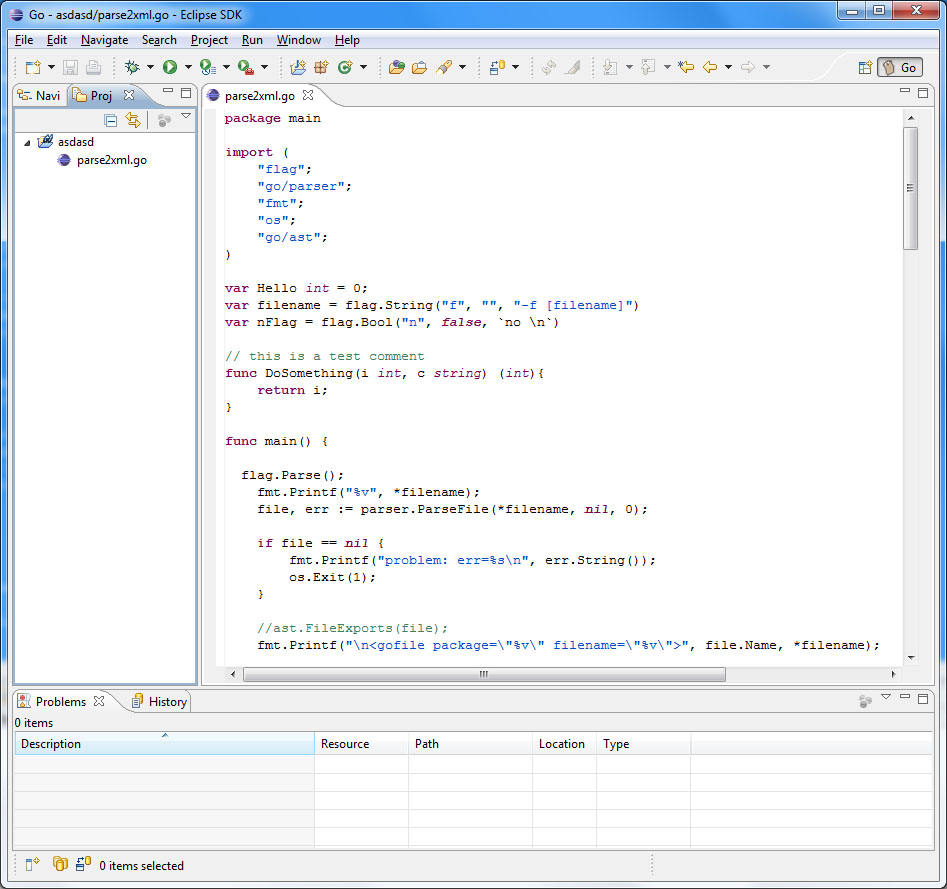 Go - asdasd/parse2xml.go - Eclipse SDK
File Edit Navigate Search Project Run Window Help
Go
Navi Proj
parse2xml.go
asdasd
parse2xml.go
package main
import (
"flag";
"go/parser";
"fmt";
"os";
"go/ast";
)
var Hello int = 0;
var filename = flag.String("f", "", "-f [filename]")
var nFlag = flag.Bool("n", false, `no \n`)
// this is a test comment
func DoSomething(i int, c string) (int){
return i;
}
func main() {
flag.Parse();
fmt.Printf("%v", *filename);
file, err := parser.ParseFile(*filename, nil, 0);
if file == nil {
fmt.Printf("problem: err=%s\n", err.String());
os.Exit(1);
}
//ast.FileExports(file);
fmt.Printf("\n<gofile package=\"%v\" filename=\"%v\">", file.Name, *filename);
Problems History
0 items
Description Resource Path Location Type
0 items selected